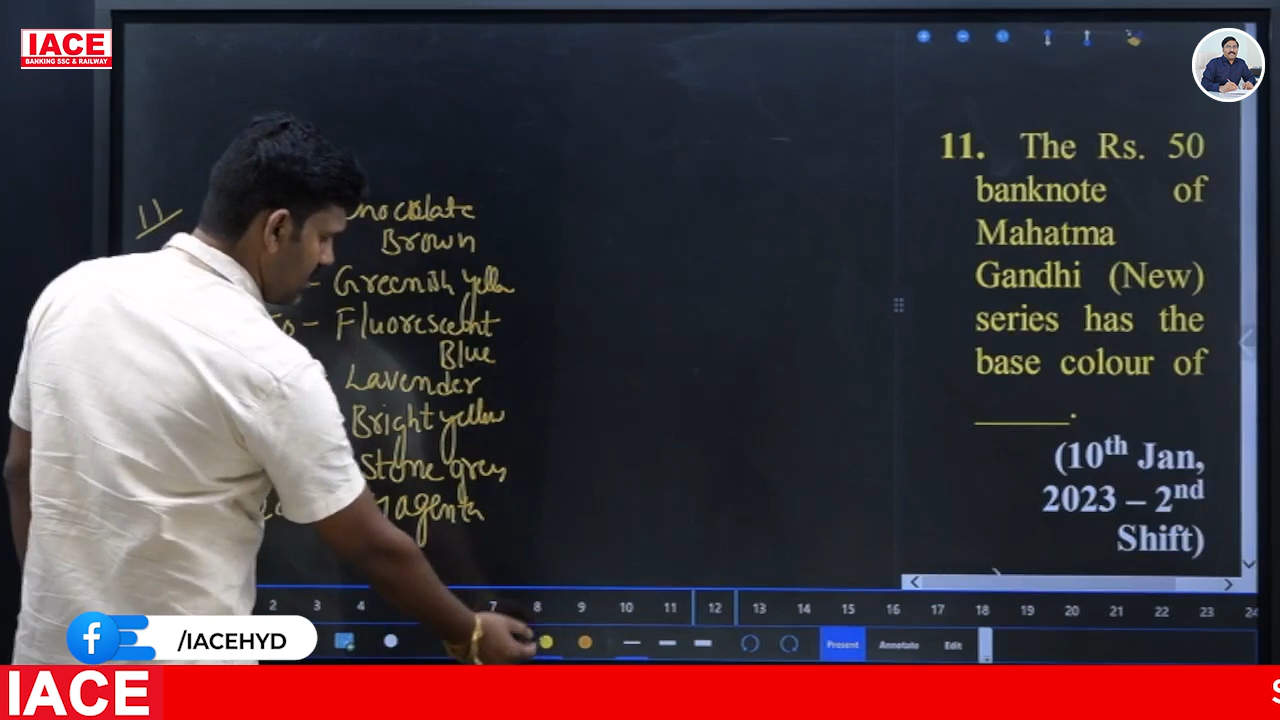 IACE
BANKING SSC & RAILWAY
11. The Rs. 50
banknote of
Mahatma
Gandhi (New)
series has the
base colour of
______.
(10th Jan,
2023 – 2nd
Shift)
11
Brown
- Greenish yellow
50 - Fluorescent
Blue
Lavender
Bright yellow
Stone grey
2 3 4 7 8 9 10 11 12 13 14 15 16 17 18 19 20 21 22 23 24
Present Annotate Edit
f /IACEHYD
IACE